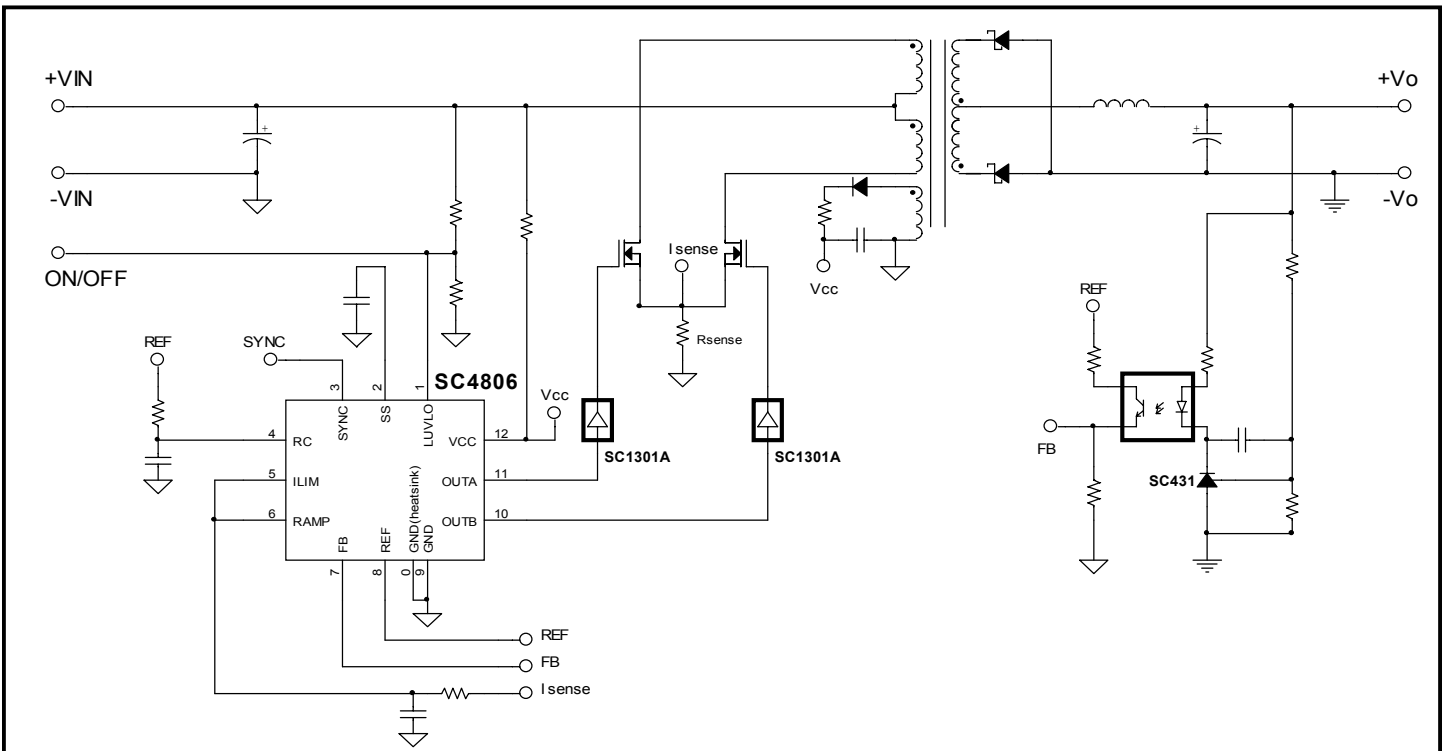 +VIN
+Vo
-VIN
-Vo
ON/OFF
Isense
Vcc
REF
REF
SYNC
Rsense
SC4806
Vcc
3
2
1
SYNC
SS
LUVLO
4
RC
VCC
12
SC1301A
SC1301A
FB
5
ILIM
OUTA
11
SC431
6
RAMP
OUTB
10
FB
REF
GND(heatsink)
GND
7
8
0
9
REF
FB
Isense
+
+